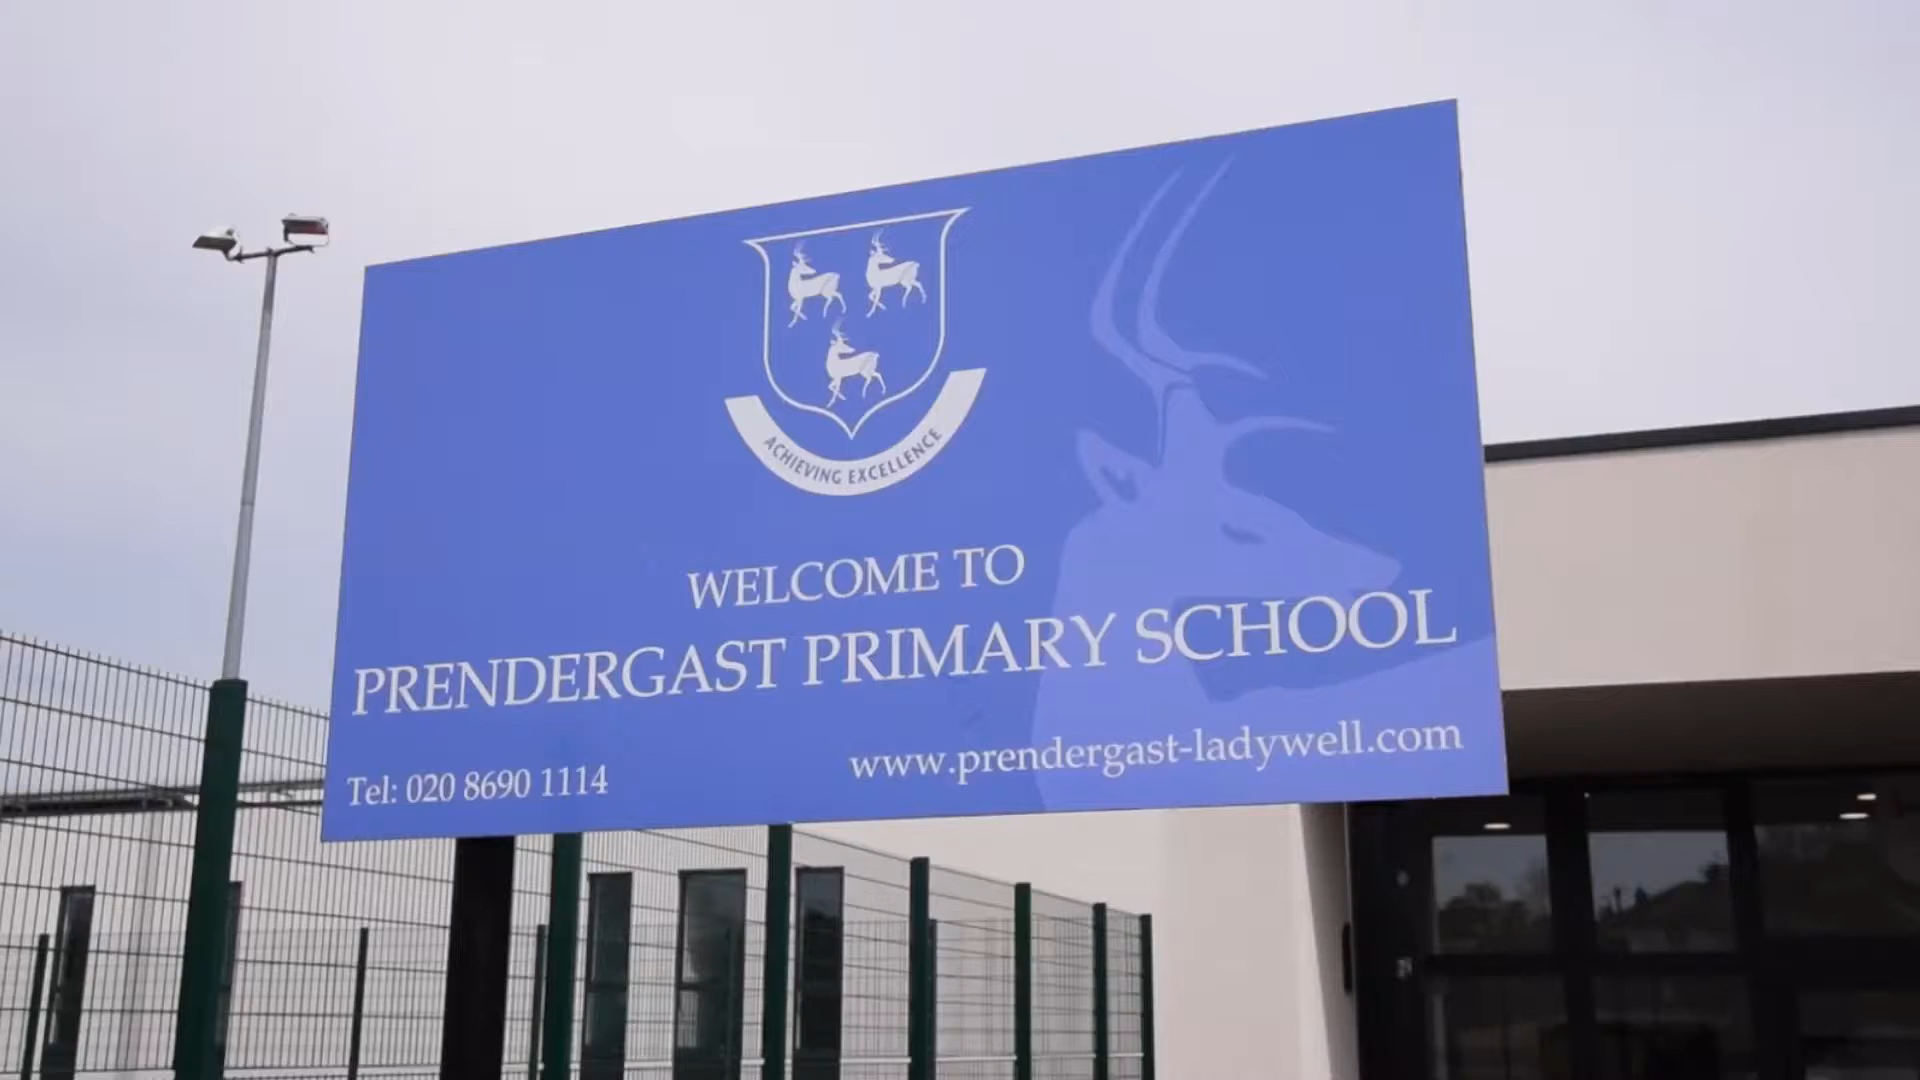 ACHIEVING EXCELLENCE
WELCOME TO
PRENDERGAST PRIMARY SCHOOL
Tel: 020 8690 1114
www.prendergast-ladywell.com